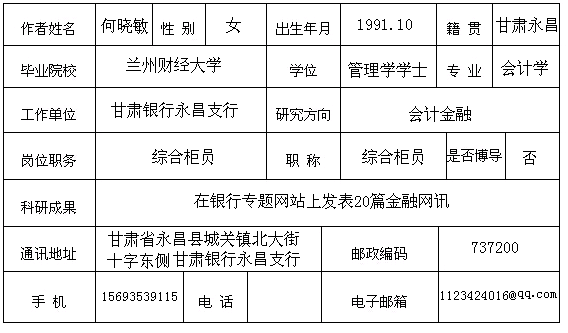 作者姓名 何晓敏 性 别 女 出生年月 1991.10 籍 贯 甘肃永昌
毕业院校 兰州财经大学 学位 管理学学士 专 业 会计学
工作单位 甘肃银行永昌支行 研究方向 会计金融
岗位职务 综合柜员 职 称 综合柜员 是否博导 否
科研成果 在银行专题网站上发表20篇金融网讯
通讯地址 甘肃省永昌县城关镇北大街
十字东侧甘肃银行永昌支行 邮政编码 737200
手 机 15693539115 电 话 电子邮箱 1123424016@qq.com